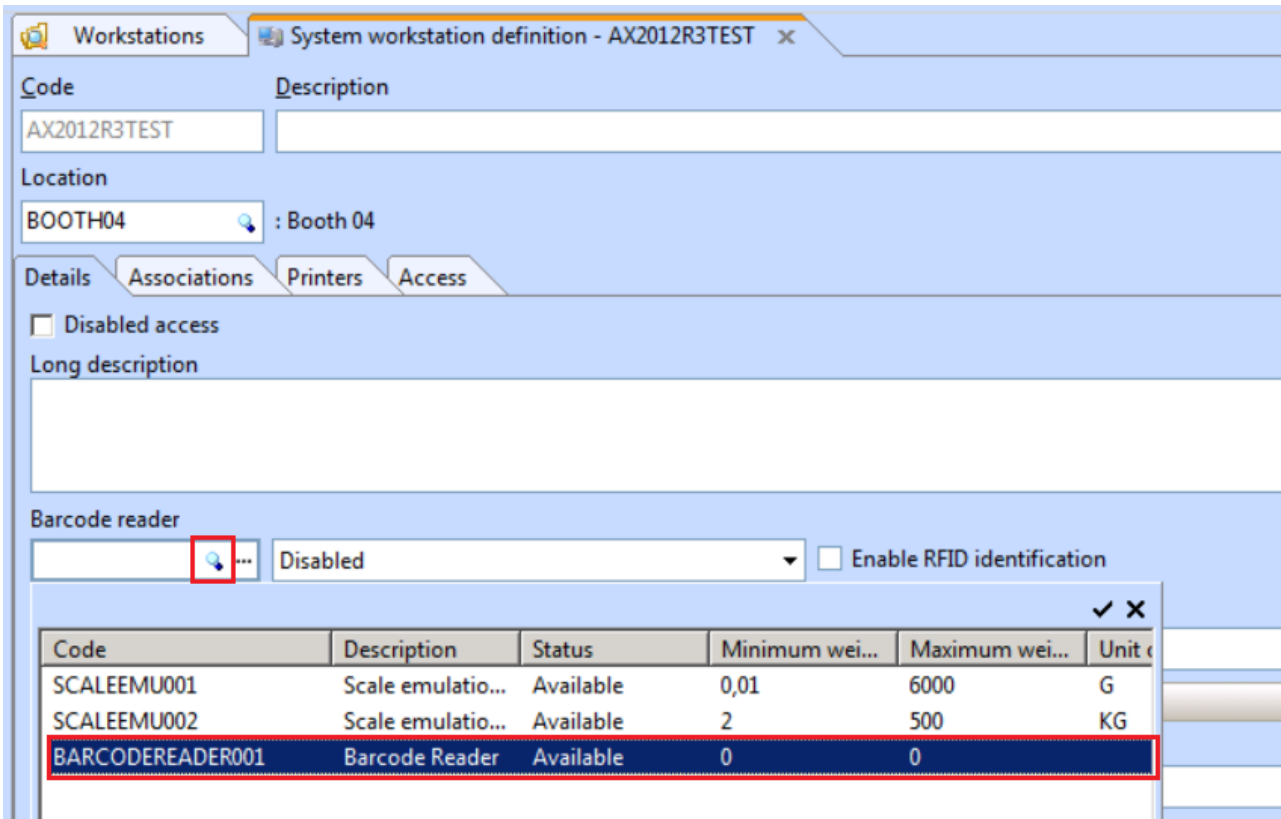 Workstations System workstation definition - AX2012R3TEST
Code Description
AX2012R3TEST
Location
BOOTH04 : Booth 04
Details Associations Printers Access
Disabled access
Long description
Barcode reader
... Disabled Enable RFID identification
Code Description Status Minimum wei... Maximum wei... Unit
SCALEEMU001 Scale emulatio... Available 0,01 6000 G
SCALEEMU002 Scale emulatio... Available 2 500 KG
BARCODEREADER001 Barcode Reader Available 0 0